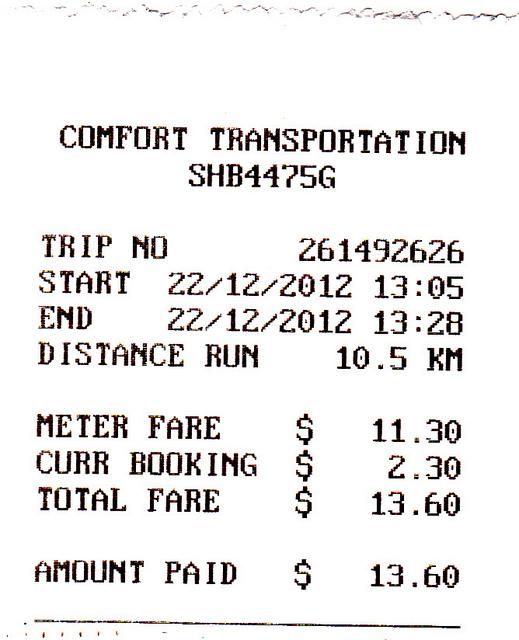 COMFORT TRANSPORTATION
SHB4475G
TRIP NO 261492626
START 22/12/2012 13:05
END 22/12/2012 13:28
DISTANCE RUN 10.5 KM
METER FARE $ 11.30
CURR BOOKING $ 2.30
TOTAL FARE $ 13.60
AMOUNT PAID $ 13.60